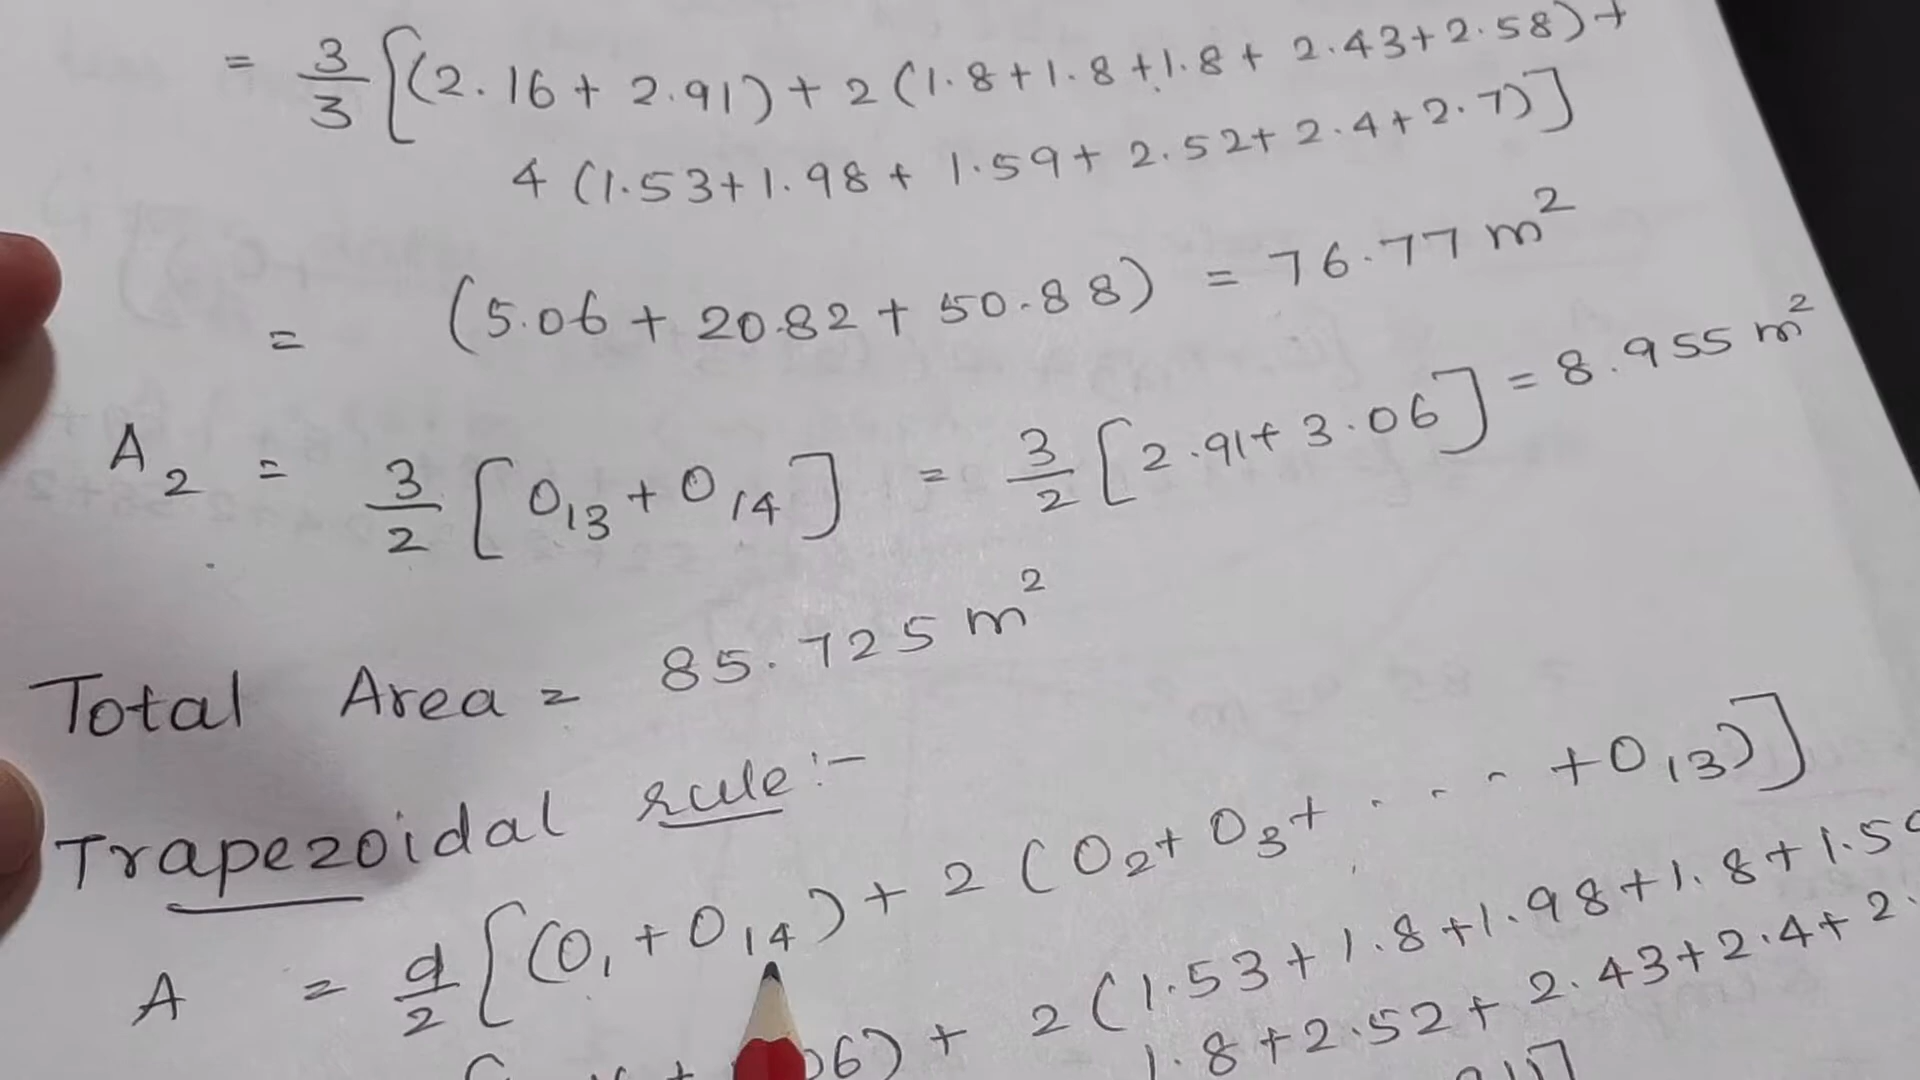 = 3/3 [(2.16 + 2.91) + 2 (1.8+1.8+1.8+ 2.43+2.58) +
4 (1.53+1.98+ 1.59+ 2.52+ 2.4+2.7)]
= (5.06 + 20.82 + 50.88) = 76.77 m²
A₂ = 3/2 [O₁₃ + O₁₄] = 3/2 [2.91+ 3.06] = 8.955 m²
Total Area = 85.725 m²
Trapezoidal rule:-
A = d/2 [(O₁ + O₁₄) + 2 (O₂+ O₃+ . . . . +O₁₃)]
06) + 2 (1.53+1.8+1.98+1.8+1.5
1.8+2.52+ 2.43+2.4+2.